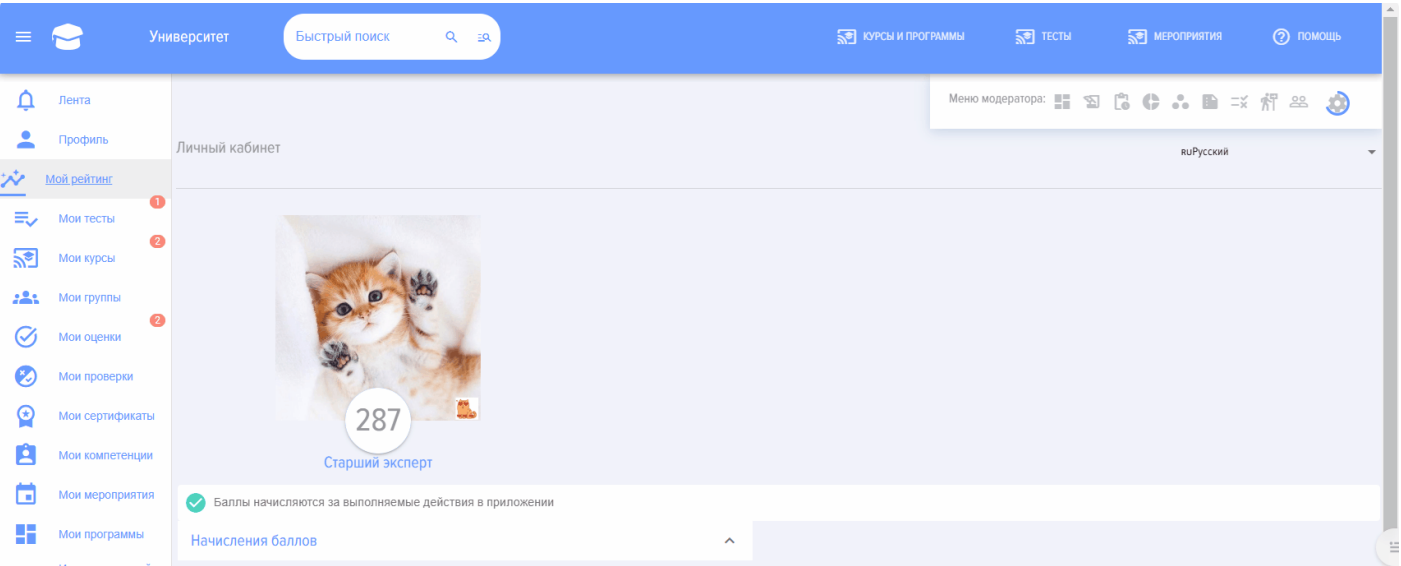 Университет
Быстрый поиск
КУРСЫ И ПРОГРАММЫ
ТЕСТЫ
МЕРОПРИЯТИЯ
ПОМОЩЬ
Меню модератора:
Лента
Профиль
Мой рейтинг
1
Мои тесты
2
Мои курсы
Мои группы
2
Мои оценки
Мои проверки
Мои сертификаты
Мои компетенции
Мои мероприятия
Мои программы
Личный кабинет
ruРусский
287
Старший эксперт
Баллы начисляются за выполняемые действия в приложении
Начисления баллов